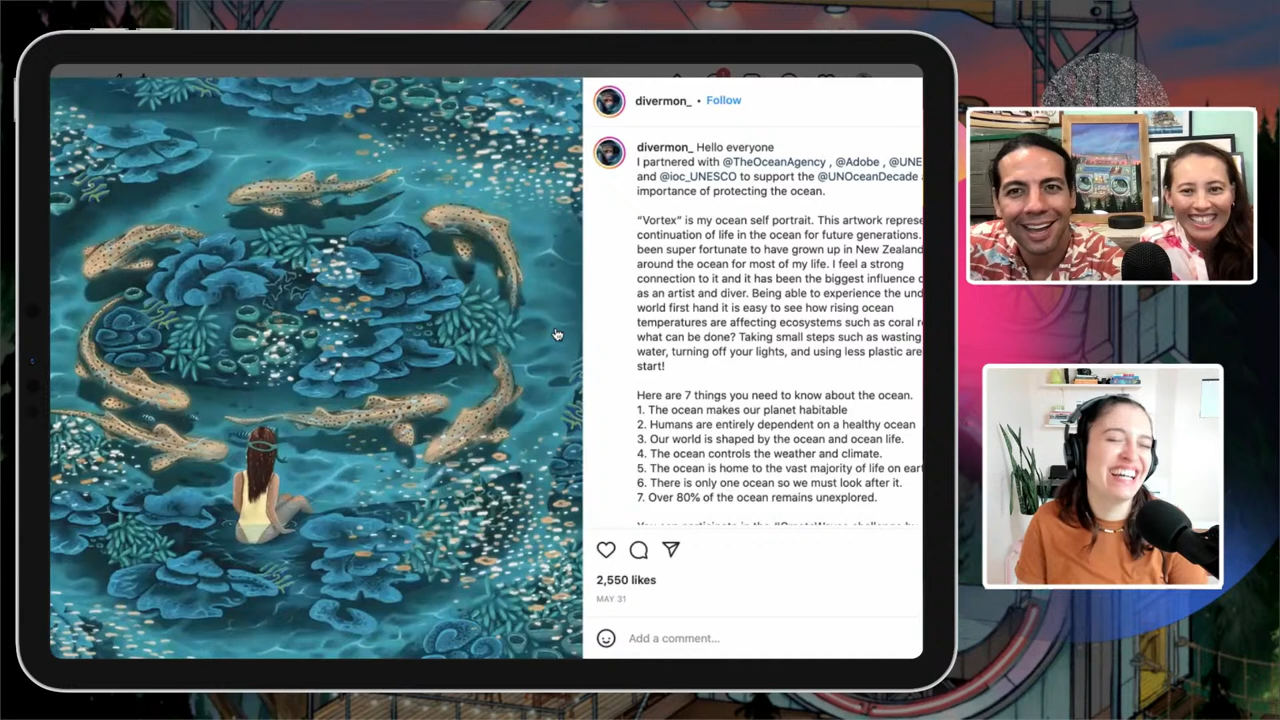 divermon_ • Follow
divermon_ Hello everyone
I partnered with @TheOceanAgency , @Adobe , @UNE
and @ioc_UNESCO to support the @UNOceanDecade
importance of protecting the ocean.
“Vortex” is my ocean self portrait. This artwork represe
continuation of life in the ocean for future generations.
been super fortunate to have grown up in New Zealand
around the ocean for most of my life. I feel a strong
connection to it and it has been the biggest influence
as an artist and diver. Being able to experience the und
world first hand it is easy to see how rising ocean
temperatures are affecting ecosystems such as coral
what can be done? Taking small steps such as wasting
water, turning off your lights, and using less plastic are
start!
Here are 7 things you need to know about the ocean.
1. The ocean makes our planet habitable
2. Humans are entirely dependent on a healthy ocean
3. Our world is shaped by the ocean and ocean life.
4. The ocean controls the weather and climate.
5. The ocean is home to the vast majority of life on eart
6. There is only one ocean so we must look after it.
7. Over 80% of the ocean remains unexplored.
2,550 likes
MAY 31
Add a comment...